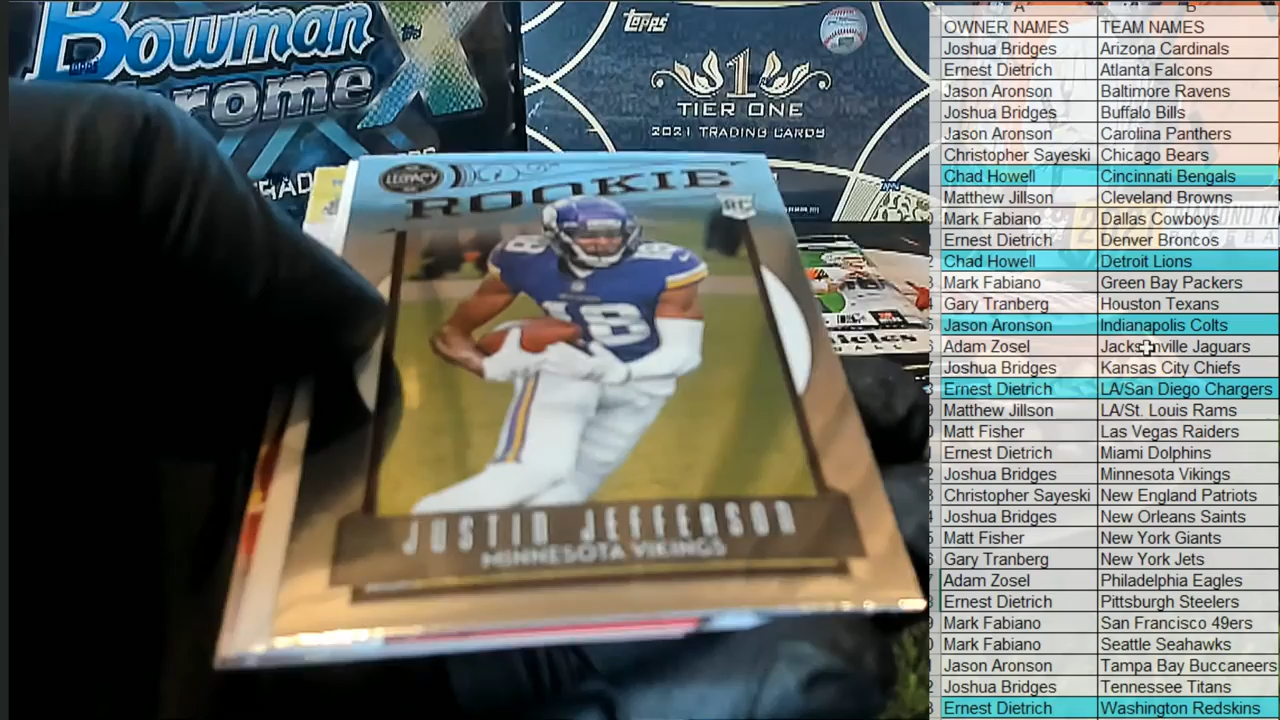 Bowman
Chrome
topps
TOPPS
1
TIER ONE
2021 TRADING CARDS
LEGACY
ROOKIE
RC
18
JUSTIN JEFFERSON
MINNESOTA VIKINGS
A B
OWNER NAMES TEAM NAMES
Joshua Bridges Arizona Cardinals
Ernest Dietrich Atlanta Falcons
Jason Aronson Baltimore Ravens
Joshua Bridges Buffalo Bills
Jason Aronson Carolina Panthers
Christopher Sayeski Chicago Bears
Chad Howell Cincinnati Bengals
Matthew Jillson Cleveland Browns
Mark Fabiano Dallas Cowboys
Ernest Dietrich Denver Broncos
Chad Howell Detroit Lions
Mark Fabiano Green Bay Packers
Gary Tranberg Houston Texans
Jason Aronson Indianapolis Colts
Adam Zosel Jacksonville Jaguars
Joshua Bridges Kansas City Chiefs
Ernest Dietrich LA/San Diego Chargers
Matthew Jillson LA/St. Louis Rams
Matt Fisher Las Vegas Raiders
Ernest Dietrich Miami Dolphins
Joshua Bridges Minnesota Vikings
Christopher Sayeski New England Patriots
Joshua Bridges New Orleans Saints
Matt Fisher New York Giants
Gary Tranberg New York Jets
Adam Zosel Philadelphia Eagles
Ernest Dietrich Pittsburgh Steelers
Mark Fabiano San Francisco 49ers
Mark Fabiano Seattle Seahawks
Jason Aronson Tampa Bay Buccaneers
Joshua Bridges Tennessee Titans
Ernest Dietrich Washington Redskins